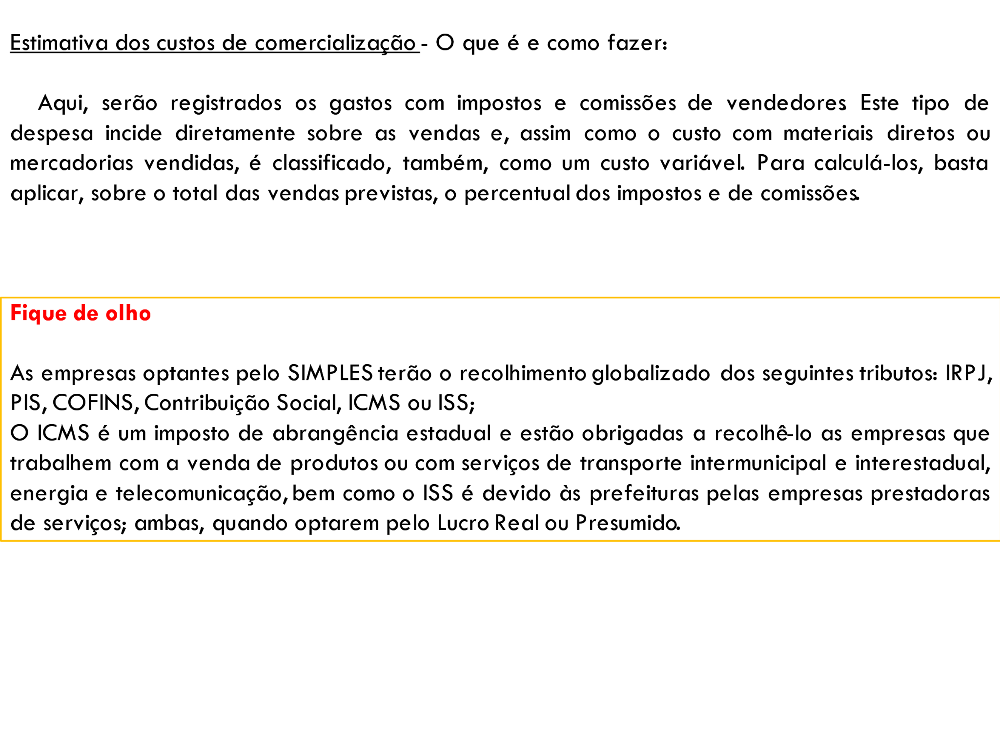 Estimativa dos custos de comercialização - O que é e como fazer:
Aqui, serão registrados os gastos com impostos e comissões de vendedores. Este tipo de
despesa incide diretamente sobre as vendas e, assim como o custo com materiais diretos ou
mercadorias vendidas, é classificado, também, como um custo variável. Para calculá-los, basta
aplicar, sobre o total das vendas previstas, o percentual dos impostos e de comissões.
Fique de olho
As empresas optantes pelo SIMPLES terão o recolhimento globalizado dos seguintes tributos: IRPJ,
PIS, COFINS, Contribuição Social, ICMS ou ISS;
O ICMS é um imposto de abrangência estadual e estão obrigadas a recolhê-lo as empresas que
trabalhem com a venda de produtos ou com serviços de transporte intermunicipal e interestadual,
energia e telecomunicação, bem como o ISS é devido às prefeituras pelas empresas prestadoras
de serviços; ambas, quando optarem pelo Lucro Real ou Presumido.